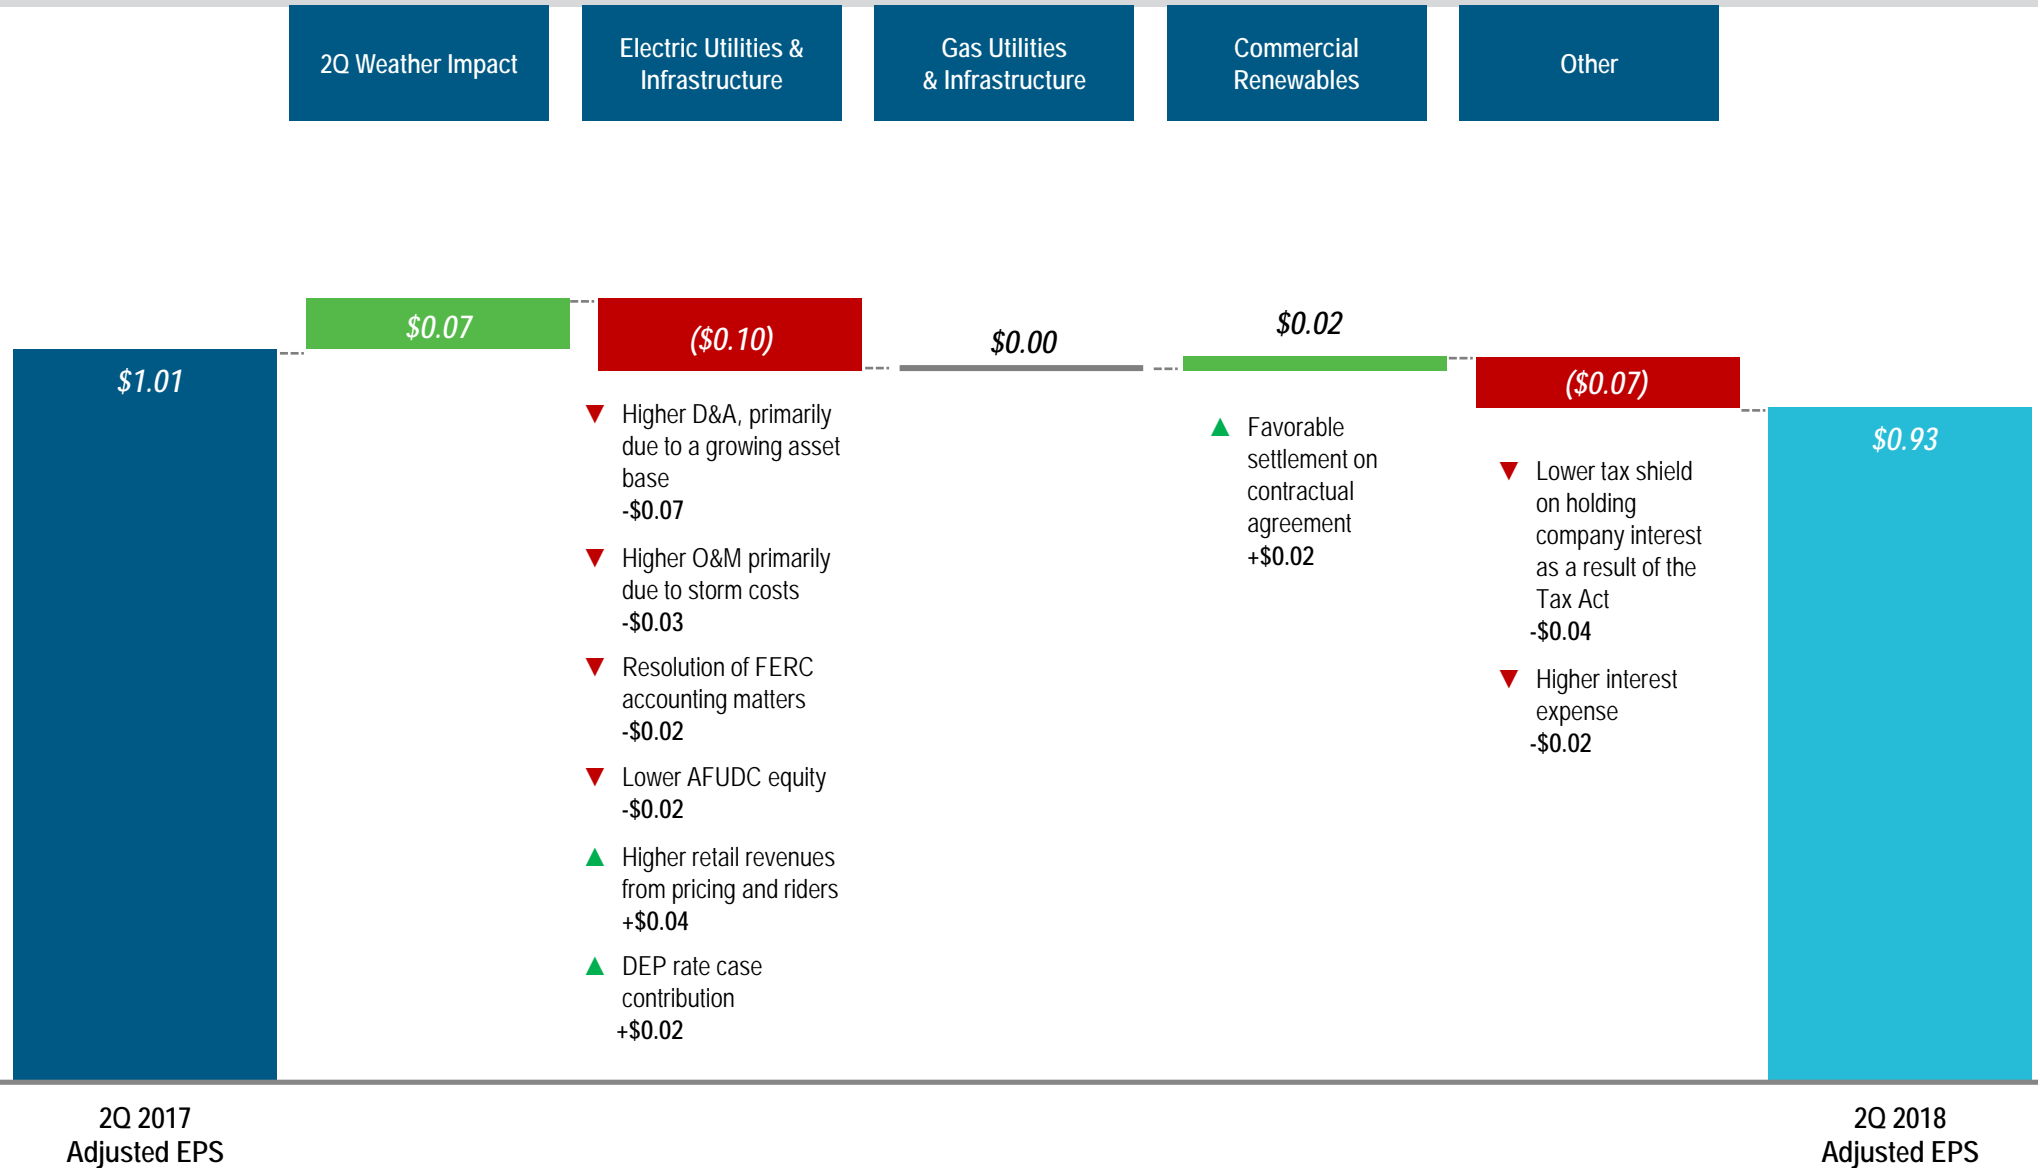 2Q Weather Impact
Electric Utilities &
Infrastructure
Gas Utilities
& Infrastructure
Commercial
Renewables
Other
$1.01
$0.07
($0.10)
$0.00
$0.02
($0.07)
$0.93
▼ Higher D&A, primarily
due to a growing asset
base
-$0.07
▼ Higher O&M primarily
due to storm costs
-$0.03
▼ Resolution of FERC
accounting matters
-$0.02
▼ Lower AFUDC equity
-$0.02
▲ Higher retail revenues
from pricing and riders
+$0.04
▲ DEP rate case
contribution
+$0.02
▲ Favorable
settlement on
contractual
agreement
+$0.02
▼ Lower tax shield
on holding
company interest
as a result of the
Tax Act
-$0.04
▼ Higher interest
expense
-$0.02
2Q 2017
Adjusted EPS
2Q 2018
Adjusted EPS